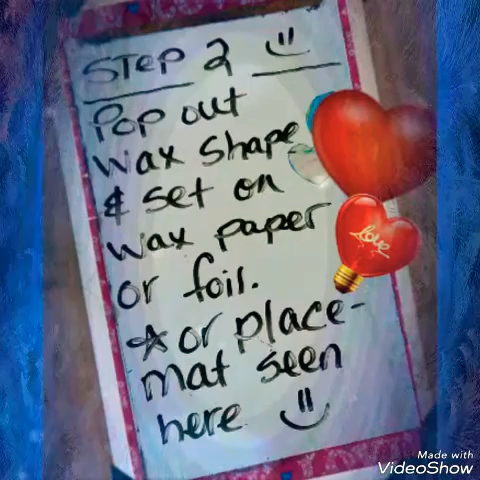 STEP 2
Pop out
wax shape
& set on
wax paper
or foil.
☆ or place-
mat seen
here
love
Made with
VideoShow